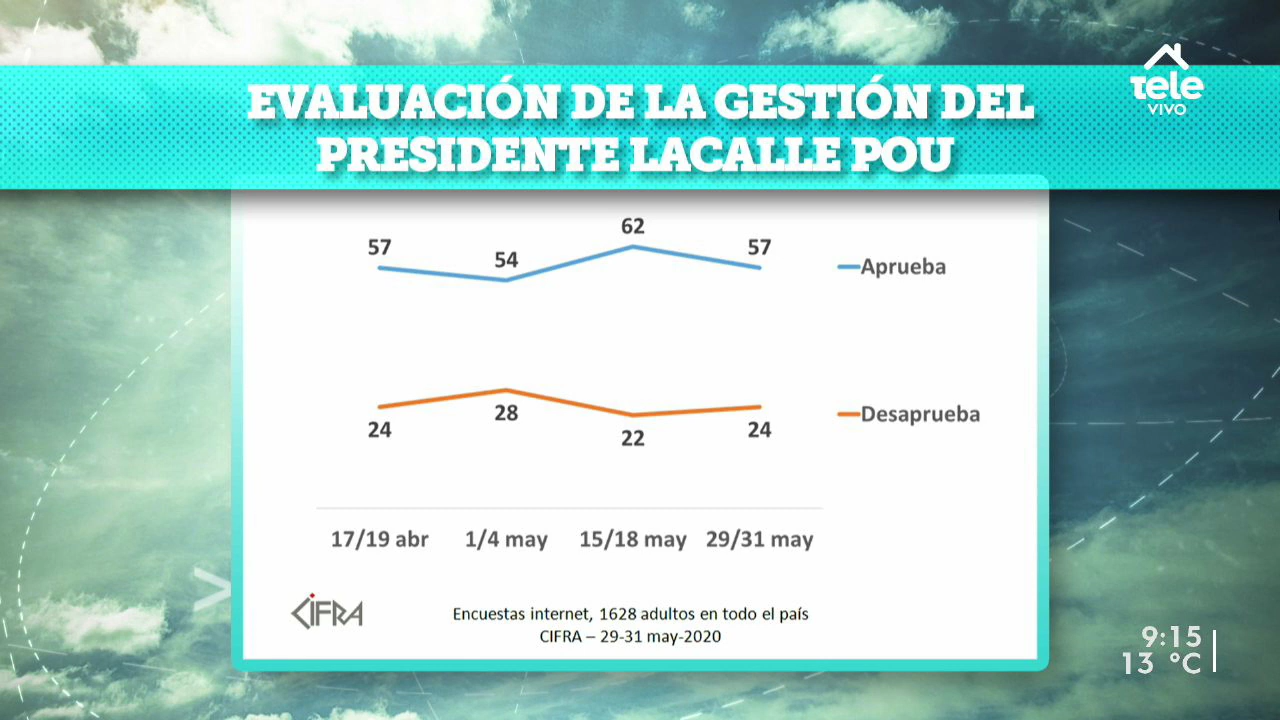 EVALUACIÓN DE LA GESTIÓN DEL
PRESIDENTE LACALLE POU
tele
VIVO
62
57
54
57
Aprueba
28
24
22
24
Desaprueba
17/19 abr 1/4 may 15/18 may 29/31 may
CIFRA
Encuestas internet, 1628 adultos en todo el país
CIFRA – 29-31 may-2020
9:15
13 °C